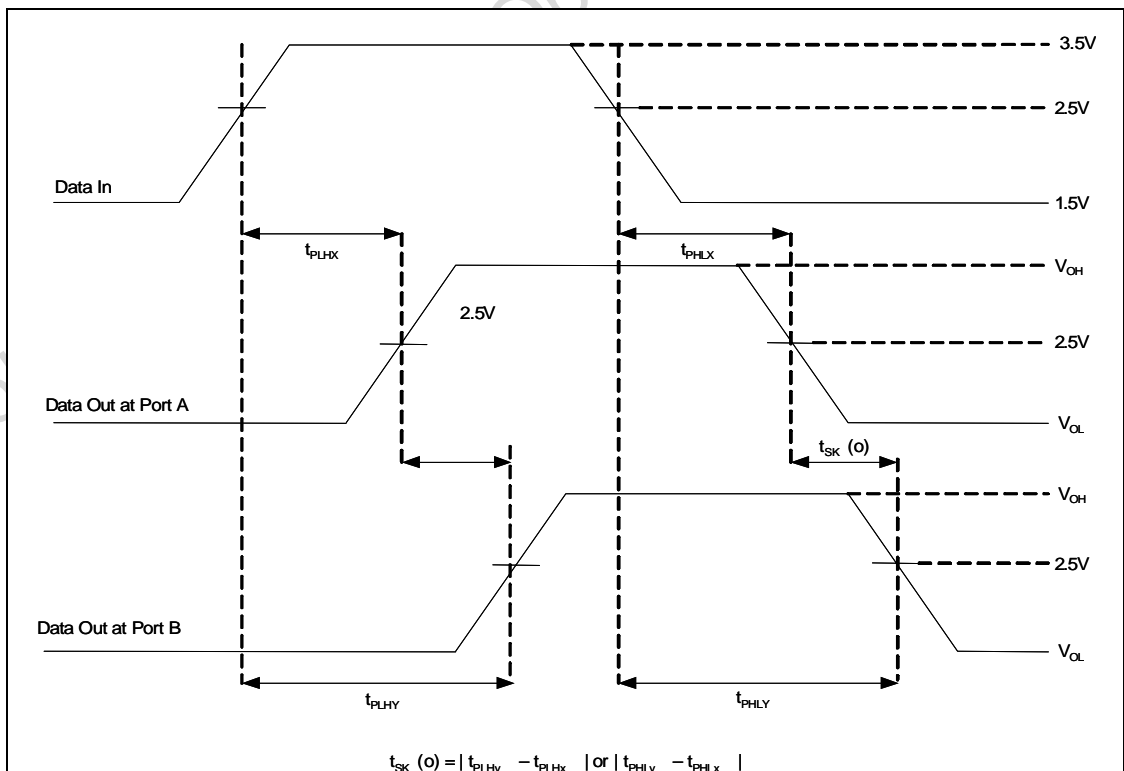 3.5V
2.5V
Data In
1.5V
tPLHX
tPHLX
VOH
2.5V
2.5V
Data Out at Port A
VOL
tSK (o)
VOH
2.5V
Data Out at Port B
VOL
tPLHY
tPHLY
tSK (o) = | tPLHy – tPLHx | or | tPHLy – tPHLx |